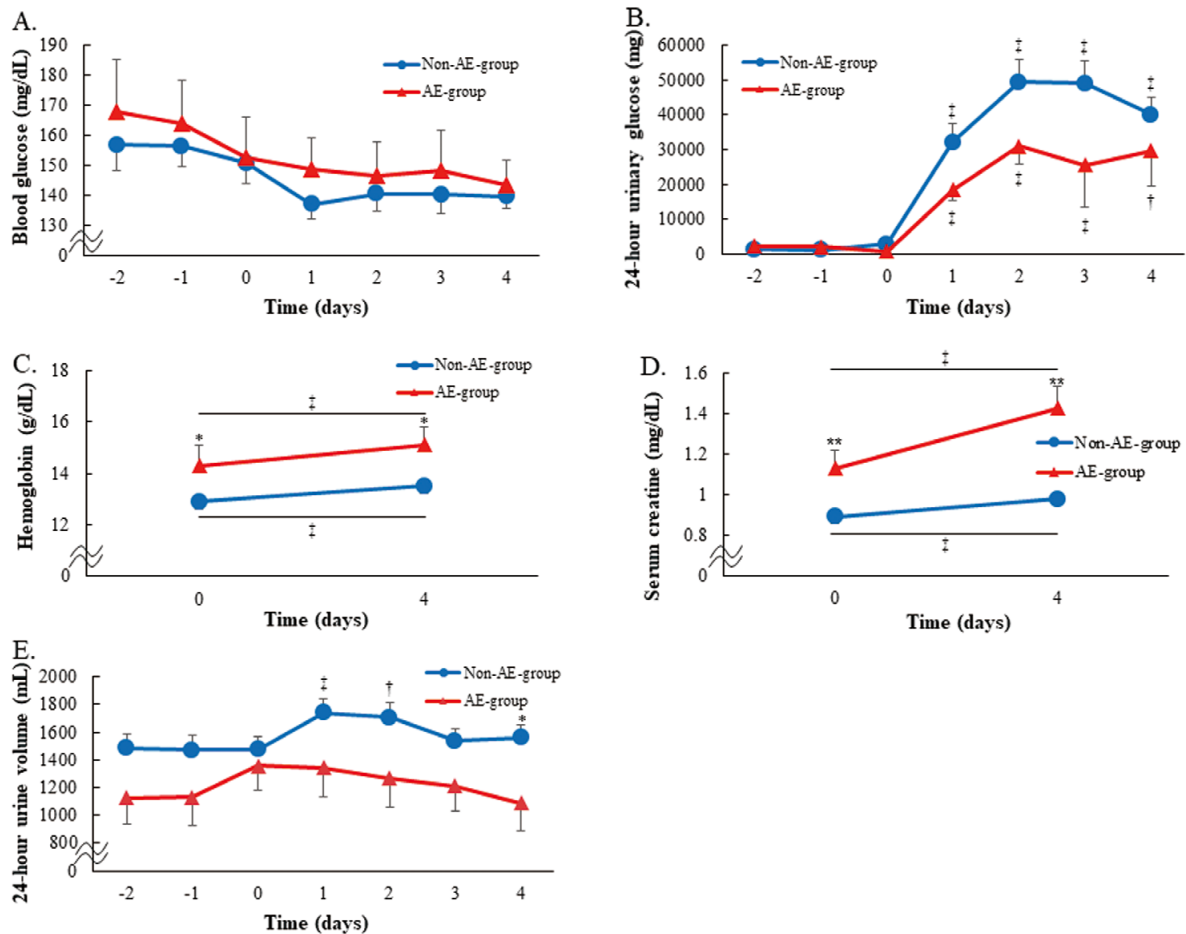 A.
Blood glucose (mg/dL)
190
180
170
160
150
140
130
0
Non-AE-group
AE-group
-2 -1 0 1 2 3 4
Time (days)
B.
24-hour urinary glucose (mg)
60000
50000
40000
30000
20000
10000
0
Non-AE-group
AE-group
‡ ‡ ‡ ‡
‡ ‡ ‡ †
-2 -1 0 1 2 3 4
Time (days)
C.
Hemoglobin (g/dL)
18
16
14
12
0
Non-AE-group
AE-group
‡
* *
‡
0 4
Time (days)
D.
Serum creatine (mg/dL)
1.6
1.4
1.2
1
0.8
0
‡
** **
Non-AE-group
AE-group
‡
0 4
Time (days)
E.
24-hour urine volume (mL)
2000
1800
1600
1400
1200
1000
800
0
Non-AE-group
AE-group
‡ † *
-2 -1 0 1 2 3 4
Time (days)